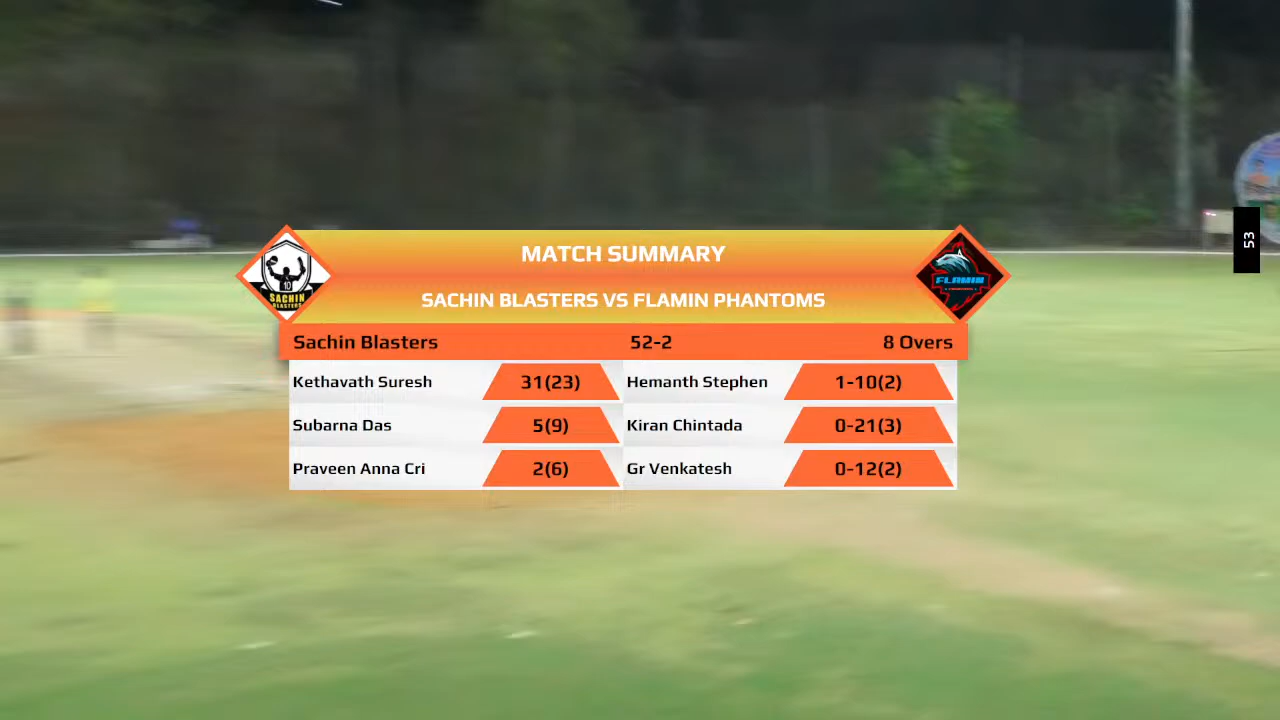 MATCH SUMMARY
SACHIN BLASTERS VS FLAMIN PHANTOMS
10
SACHIN
BLASTERS
FLAMIN
Sachin Blasters 52-2 8 Overs
Kethavath Suresh 31(23) Hemanth Stephen 1-10(2)
Subarna Das 5(9) Kiran Chintada 0-21(3)
Praveen Anna Cri 2(6) Gr Venkatesh 0-12(2)
53